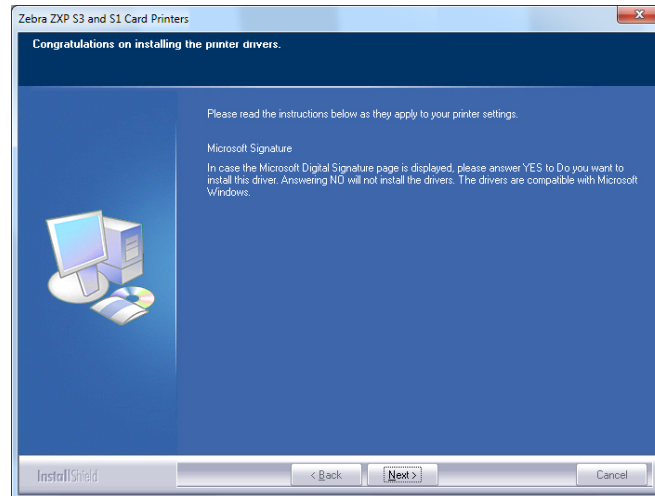 Zebra ZXP S3 and S1 Card Printers
Congratulations on installing the printer drivers.
Please read the instructions below as they apply to your printer settings.
Microsoft Signature
In case the Microsoft Digital Signature page is displayed, please answer YES to Do you want to
install this driver. Answering NO will not install the drivers. The drivers are compatible with Microsoft
Windows.
InstallShield
< Back
Next >
Cancel